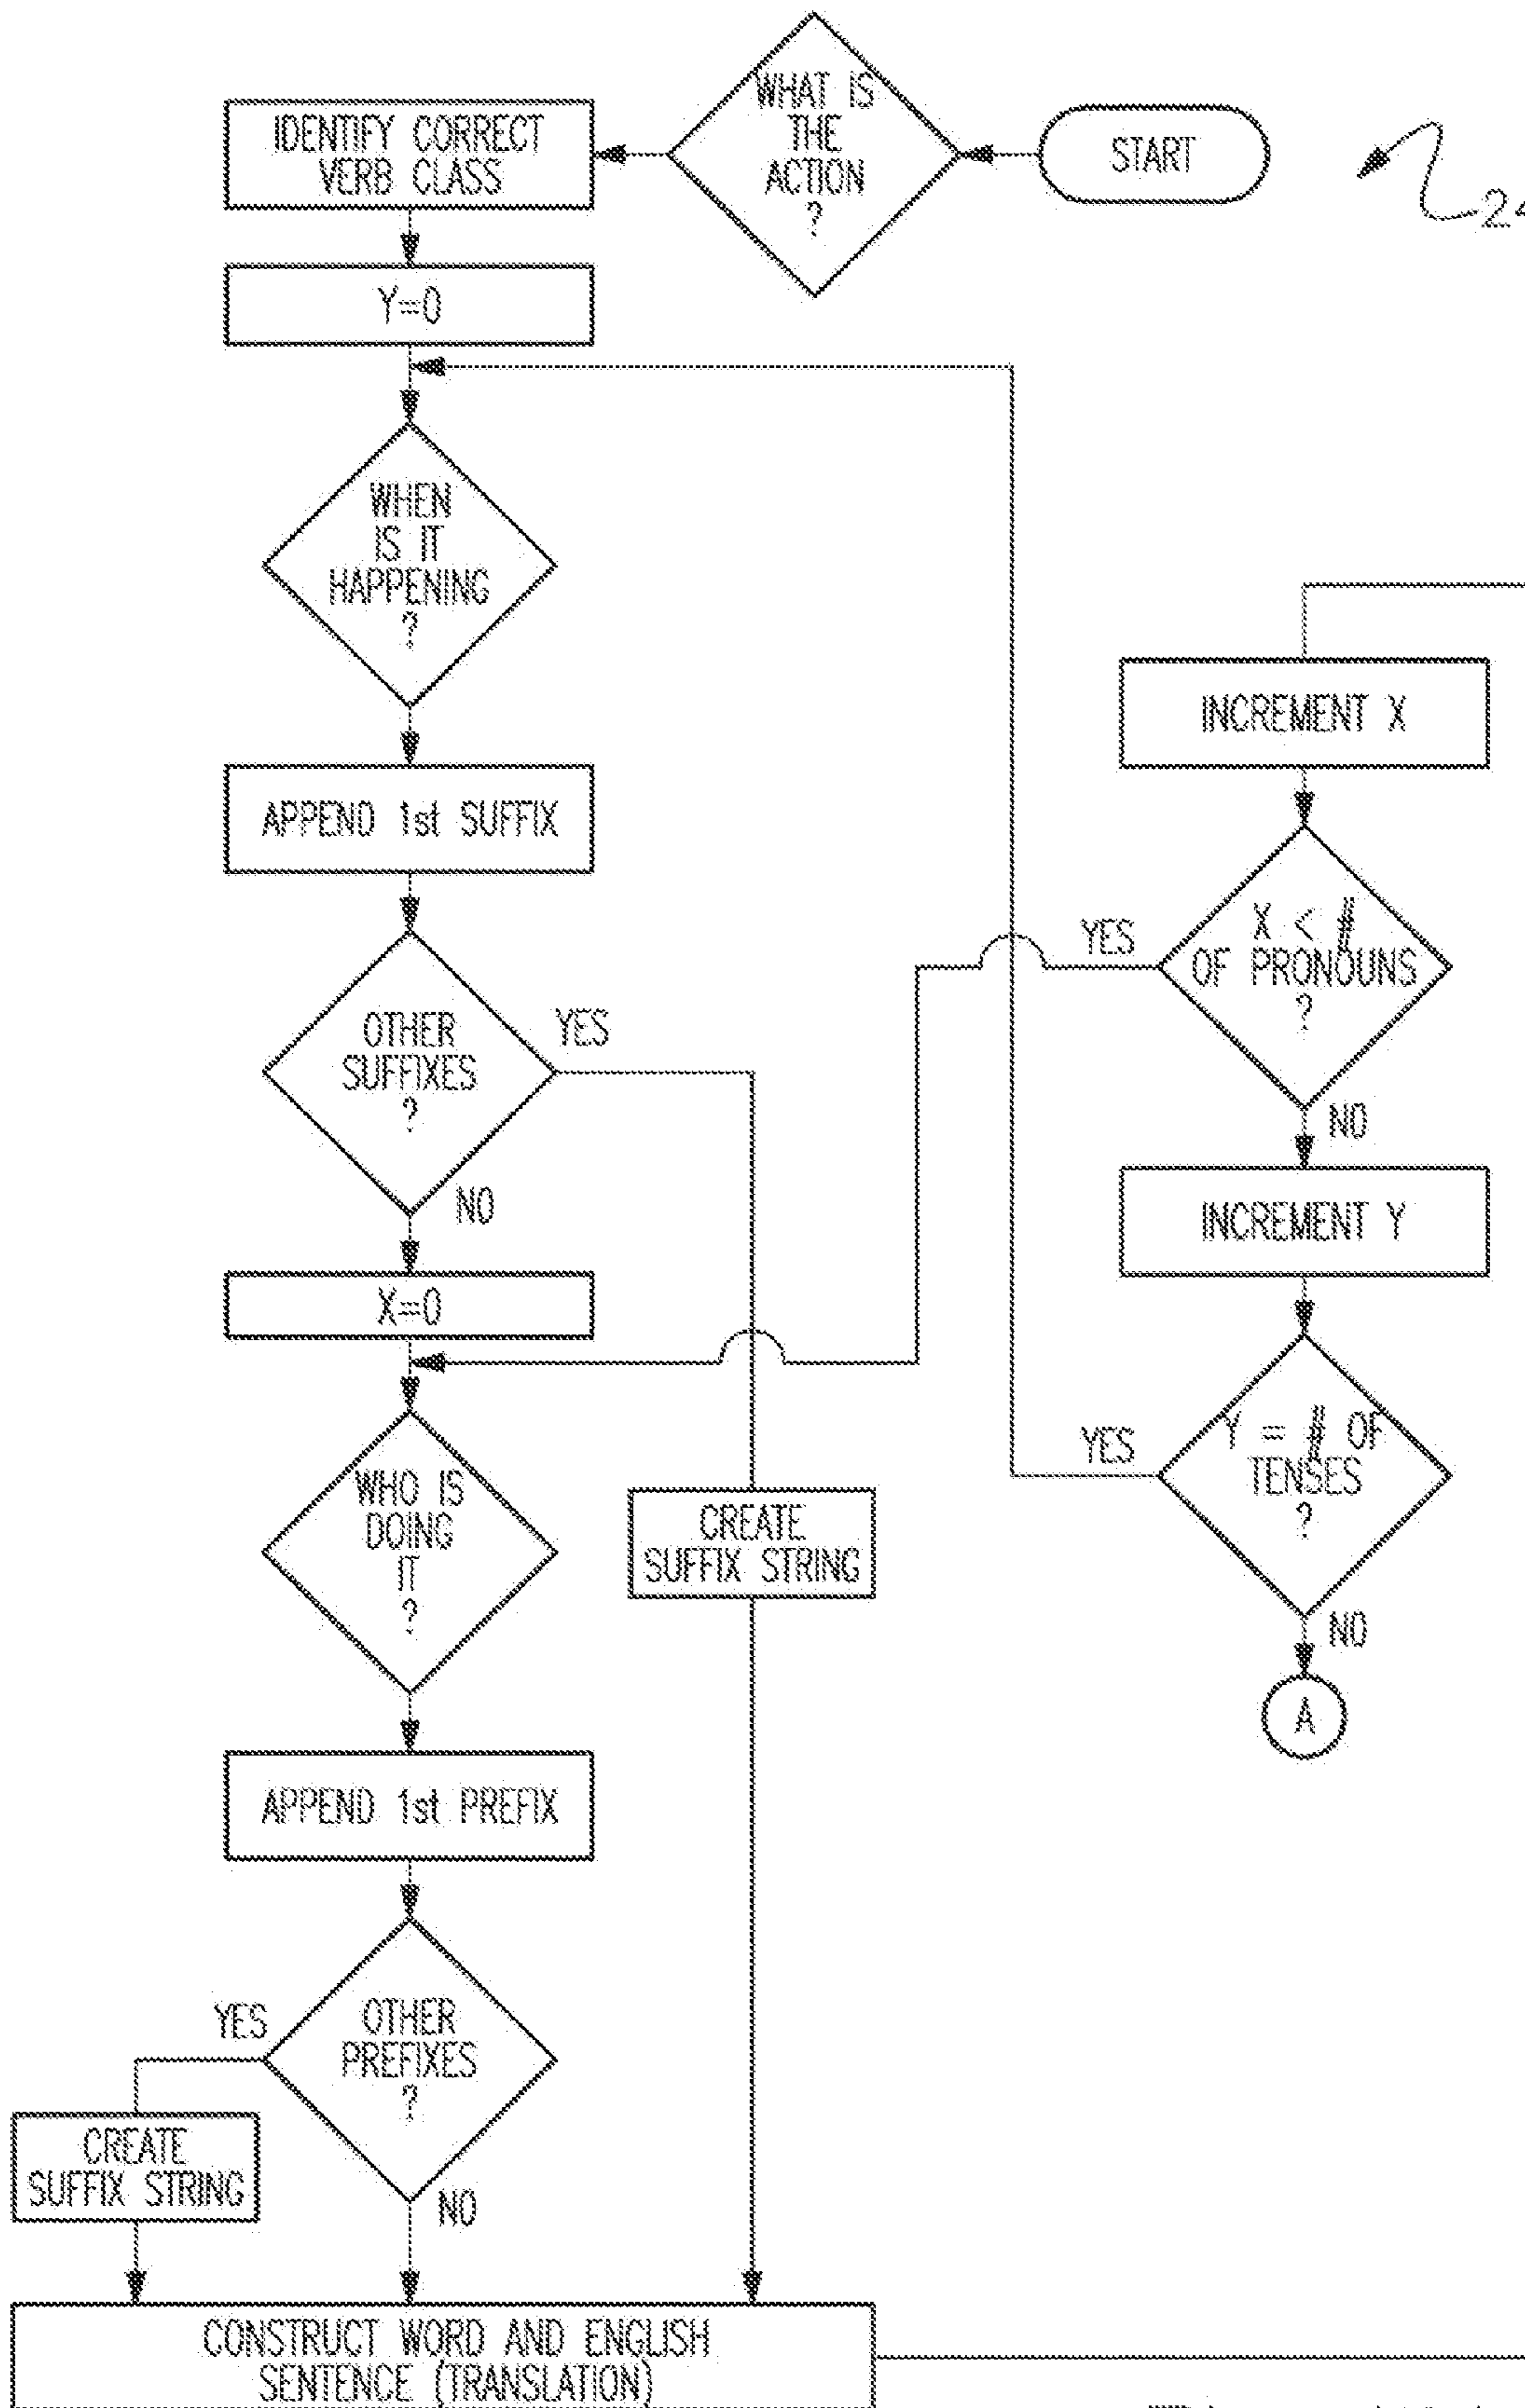 START
24
WHAT IS
THE
ACTION
?
IDENTIFY CORRECT
VERB CLASS
Y=0
WHEN
IS IT
HAPPENING
?
APPEND 1st SUFFIX
OTHER
SUFFIXES
?
YES
NO
X=0
WHO IS
DOING
IT
?
CREATE
SUFFIX STRING
APPEND 1st PREFIX
OTHER
PREFIXES
?
YES
NO
CREATE
SUFFIX STRING
CONSTRUCT WORD AND ENGLISH
SENTENCE (TRANSLATION)
INCREMENT X
X < #
OF PRONOUNS
?
YES
NO
INCREMENT Y
Y = # OF
TENSES
?
YES
NO
A